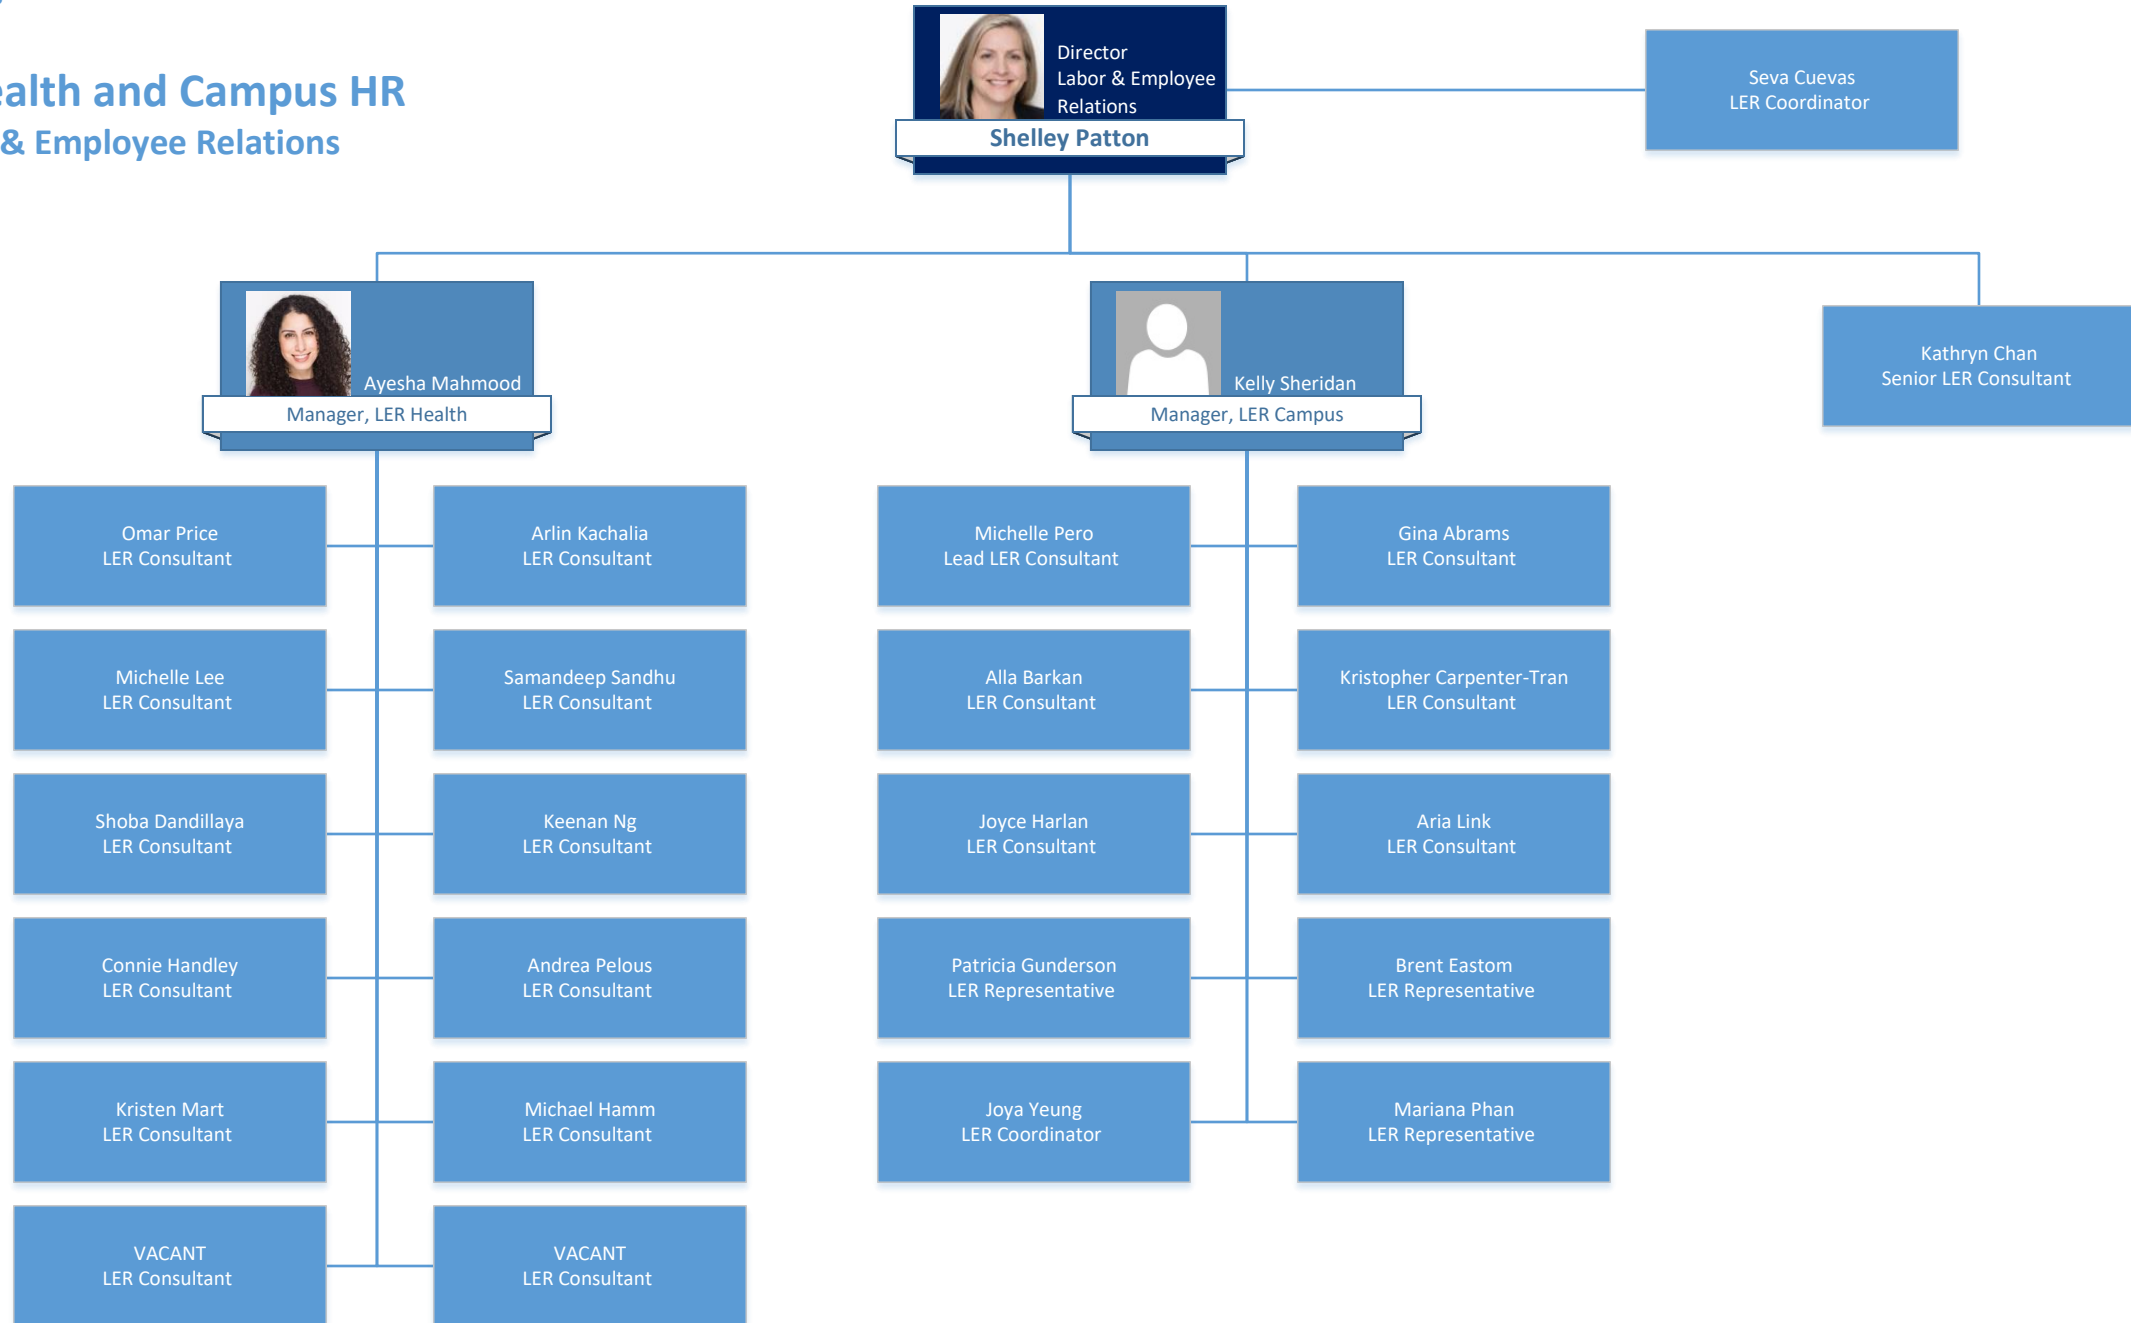 and Campus HR
& Employee Relations
Director
Labor & Employee
Relations
Shelley Patton
Seva Cuevas
LER Coordinator
Ayesha Mahmood
Manager, LER Health
Kelly Sheridan
Manager, LER Campus
Kathryn Chan
Senior LER Consultant
Omar Price
LER Consultant
Arlin Kachalia
LER Consultant
Michelle Pero
Lead LER Consultant
Gina Abrams
LER Consultant
Michelle Lee
LER Consultant
Samandeep Sandhu
LER Consultant
Alla Barkan
LER Consultant
Kristopher Carpenter-Tran
LER Consultant
Shoba Dandillaya
LER Consultant
Keenan Ng
LER Consultant
Joyce Harlan
LER Consultant
Aria Link
LER Consultant
Connie Handley
LER Consultant
Andrea Pelous
LER Consultant
Patricia Gunderson
LER Representative
Brent Eastom
LER Representative
Kristen Mart
LER Consultant
Michael Hamm
LER Consultant
Joya Yeung
LER Coordinator
Mariana Phan
LER Representative
VACANT
LER Consultant
VACANT
LER Consultant